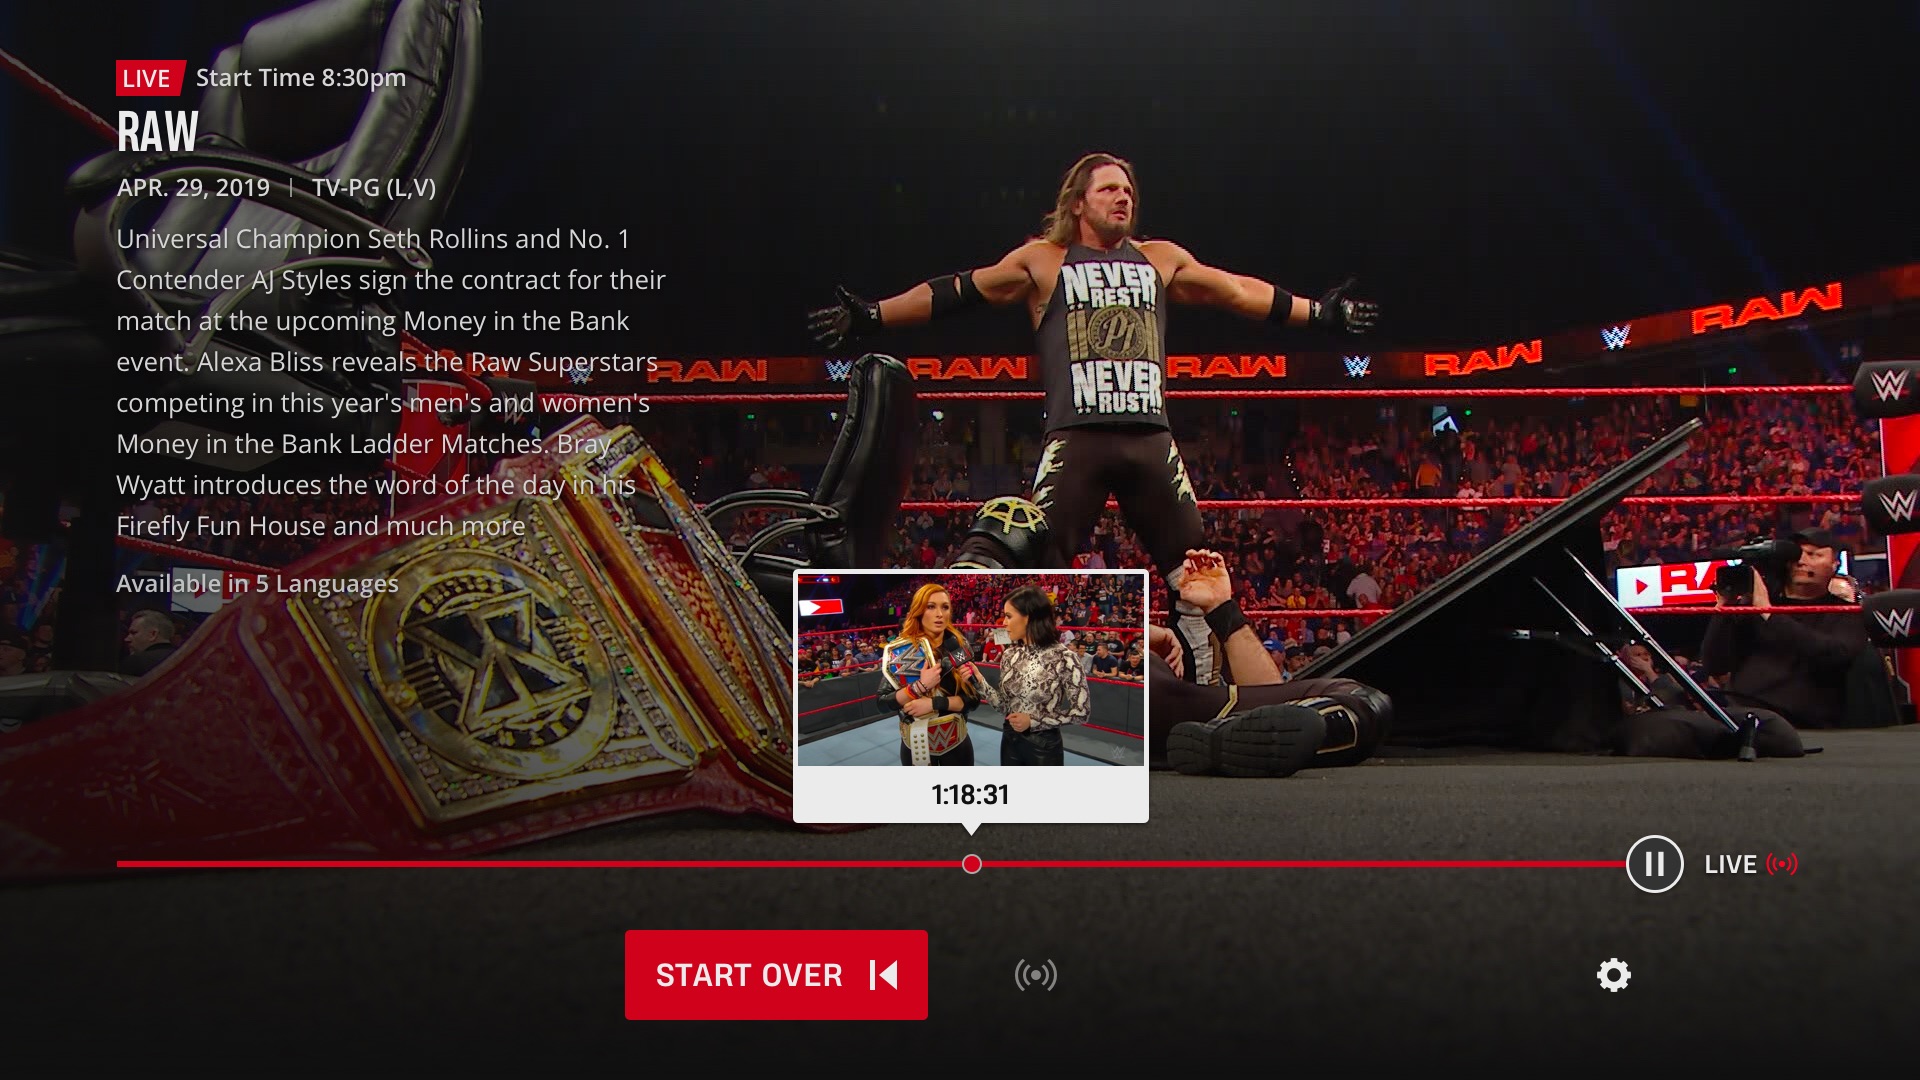 LIVE Start Time 8:30pm
RAW
APR. 29, 2019 | TV-PG (L,V)
Universal Champion Seth Rollins and No. 1
Contender AJ Styles sign the contract for their
match at the upcoming Money in the Bank
event. Alexa Bliss reveals the Raw Superstars
competing in this year's men's and women's
Money in the Bank Ladder Matches. Bray
Wyatt introduces the word of the day in his
Firefly Fun House and much more
Available in 5 Languages
NEVER
REST
P1
NEVER
RUST
RAW RAW RAW RAW RAW
RA
1:18:31
LIVE
START OVER